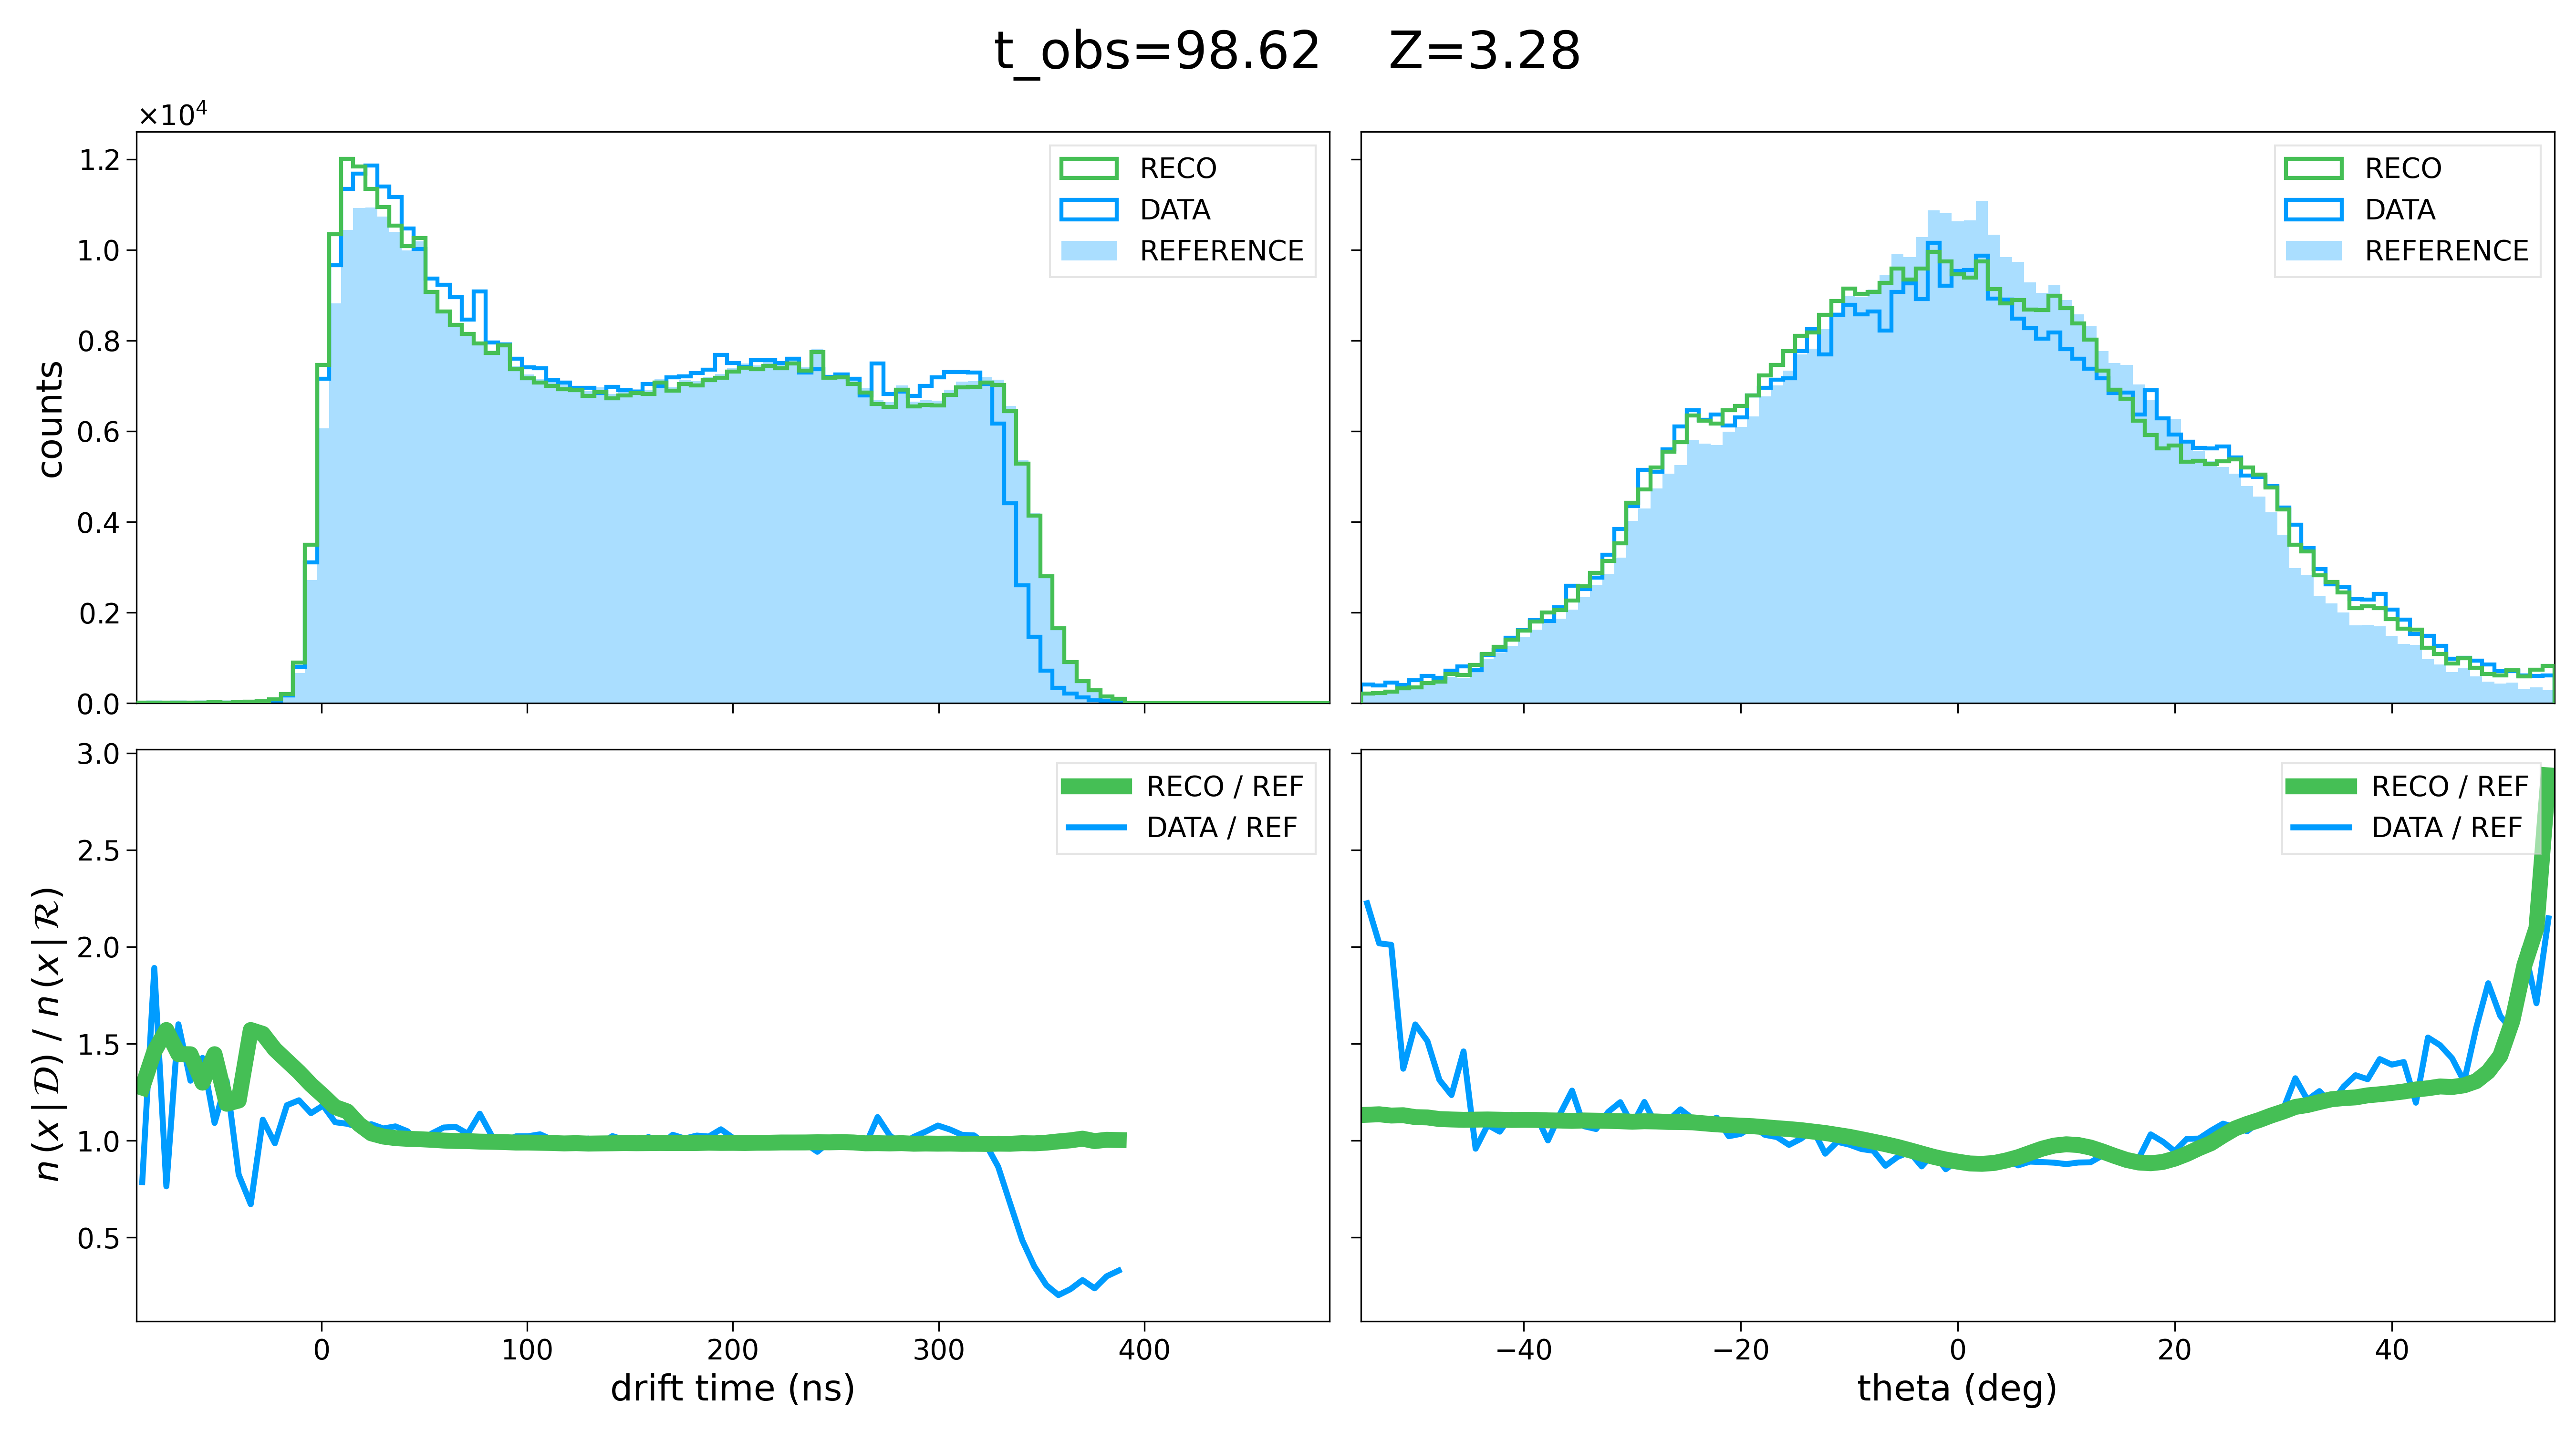 t_obs=98.62 Z=3.28
×10⁴
1.2
1.0
0.8
0.6
0.4
0.2
0.0
counts
RECO
DATA
REFERENCE
RECO
DATA
REFERENCE
3.0
2.5
2.0
1.5
1.0
0.5
n(x|𝒟) / n(x|ℛ)
RECO / REF
DATA / REF
0 100 200 300 400
drift time (ns)
RECO / REF
DATA / REF
−40 −20 0 20 40
theta (deg)